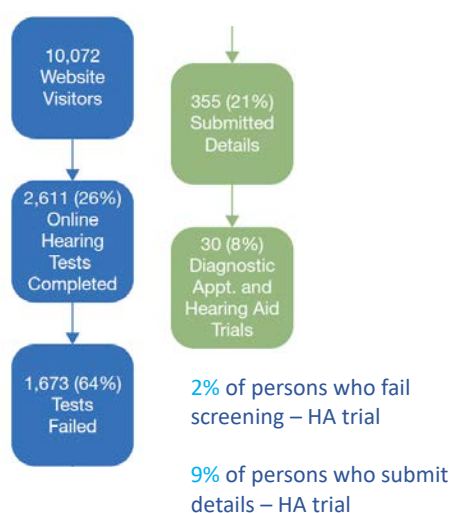 10,072
Website
Visitors
2,611 (26%)
Online
Hearing
Tests
Completed
1,673 (64%)
Tests
Failed
355 (21%)
Submitted
Details
30 (8%)
Diagnostic
Appt. and
Hearing Aid
Trials
2% of persons who fail
screening – HA trial
9% of persons who submit
details – HA trial